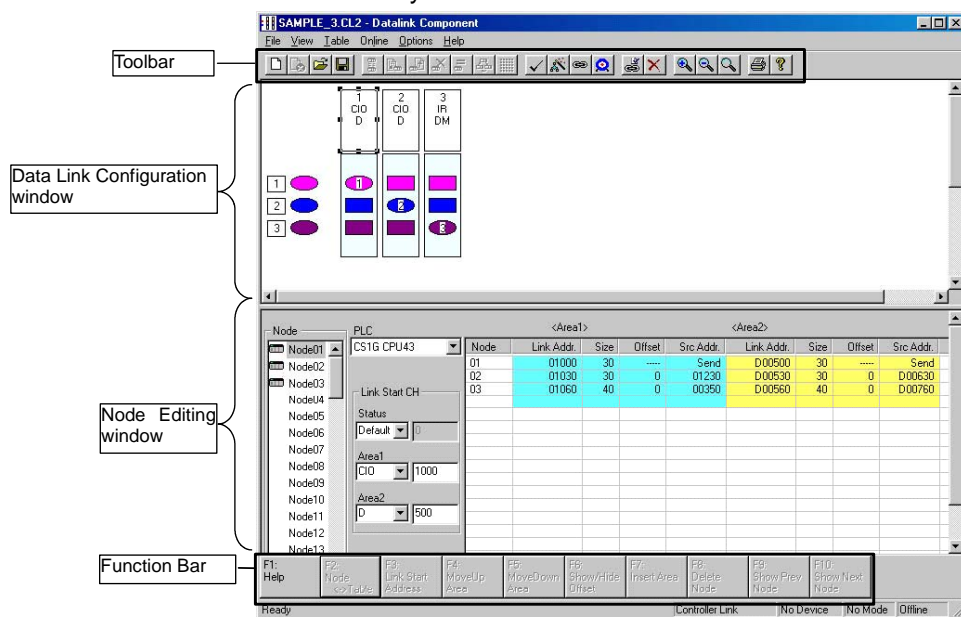 SAMPLE_3.CL2 - Datalink Component
File View Table Online Options Help
Toolbar
1 2 3
CIO CIO IR
D D DM
Data Link Configuration
window
1 1
2 2
3 3
Node PLC <Area1> <Area2>
Node01 CS1G CPU43 Node Link Addr. Size Offset Src Addr. Link Addr. Size Offset Src Addr.
Node02 01 01000 30 ----- Send D00500 30 ----- Send
Node03 02 01030 30 0 01230 D00530 30 0 D00630
Node04 03 01060 40 0 00350 D00560 40 0 D00760
Link Start CH
Node05 Status
Node06 Default 0
Node07
Node08 Area1
Node09 CIO 1000
Node10 Area2
Node11 D 500
Node12
Node13
Node Editing
window
Function Bar
F1: F2: F3: F4: F5: F6: F7: F8: F9: F10:
Help Node Link Start MoveUp MoveDown Show/Hide Insert Area Delete Show Prev Show Next
<->Table Address Area Area Offset Node Node Node
Ready Controller Link No Device No Mode Offline